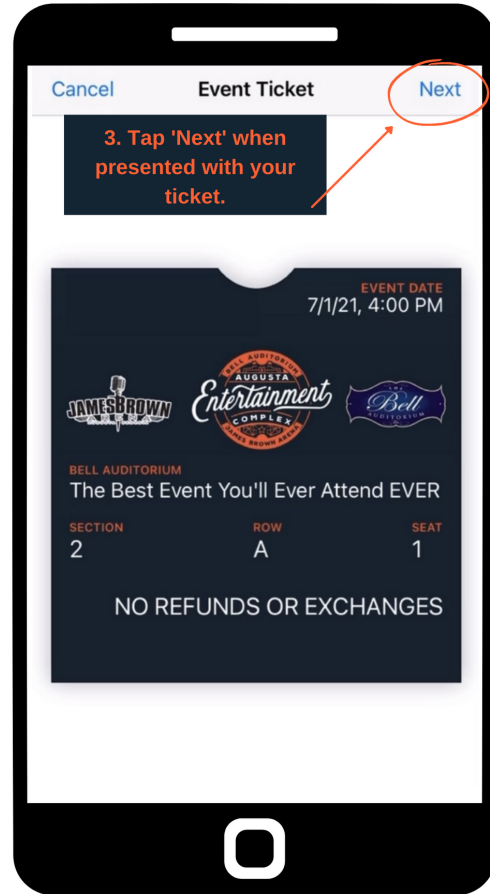 Cancel Event Ticket Next
3. Tap 'Next' when
presented with your
ticket.
EVENT DATE
7/1/21, 4:00 PM
BELL AUDITORIUM
AUGUSTA
Entertainment
COMPLEX
JAMES BROWN ARENA
JAMES BROWN
ARENA
THE
Bell
AUDITORIUM
BELL AUDITORIUM
The Best Event You'll Ever Attend EVER
SECTION ROW SEAT
2 A 1
NO REFUNDS OR EXCHANGES